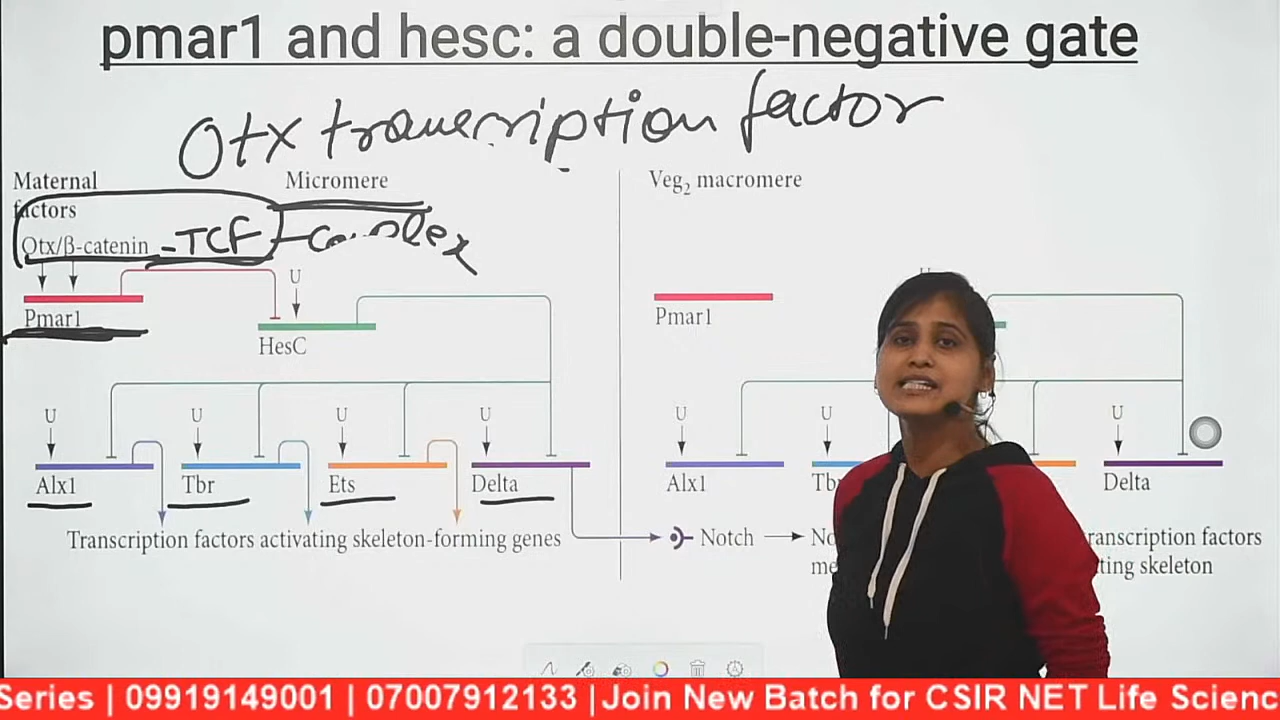 pmar1 and hesc: a double-negative gate
Otx transcription factor
Maternal factors
Micromere
Otx/β-catenin -TCF -Complex
U
Pmar1
HesC
U U U U
Alx1 Tbr Ets Delta
Transcription factors activating skeleton-forming genes
Veg2 macromere
Pmar1
U U U
Alx1 Delta
Notch
ranscription factors
ting skeleton
Series | 09919149001 | 07007912133 |Join New Batch for CSIR NET Life Scienc